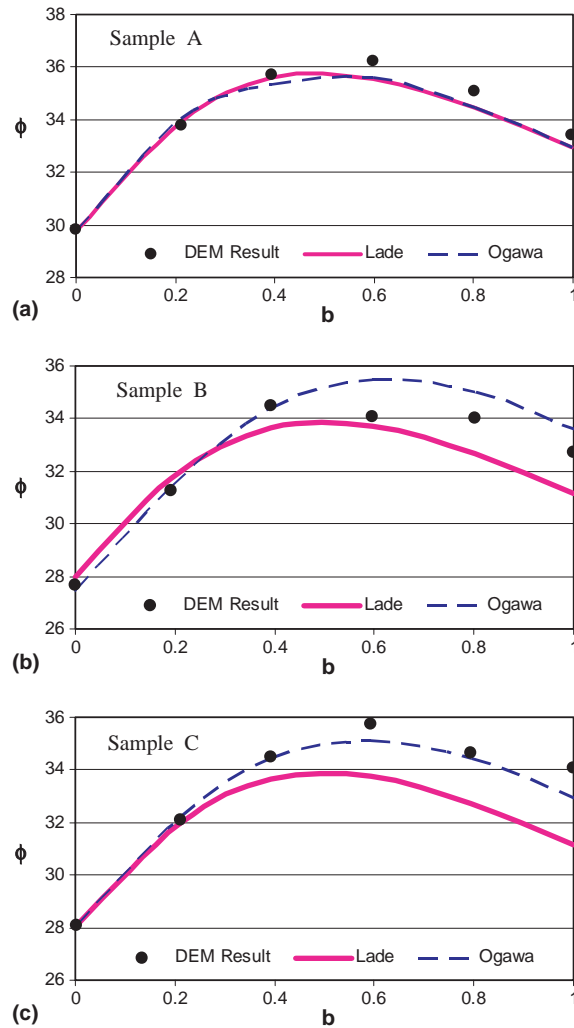 38
Sample A
36
34
ϕ
32
30
DEM Result Lade Ogawa
28
0 0.2 0.4 0.6 0.8 1
(a) b
36
Sample B
34
32
ϕ
30
28
DEM Result Lade Ogawa
26
0 0.2 0.4 0.6 0.8 1
(b) b
36
Sample C
34
32
ϕ
30
28
DEM Result Lade Ogawa
26
0 0.2 0.4 0.6 0.8 1
(c) b